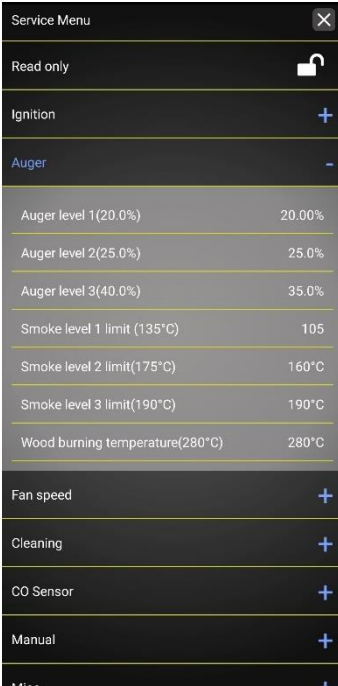 Service Menu
Read only
Ignition
Auger
Auger level 1(20.0%) 20.00%
Auger level 2(25.0%) 25.0%
Auger level 3(40.0%) 35.0%
Smoke level 1 limit (135°C) 105
Smoke level 2 limit(175°C) 160°C
Smoke level 3 limit(190°C) 190°C
Wood burning temperature(280°C) 280°C
Fan speed
Cleaning
CO Sensor
Manual